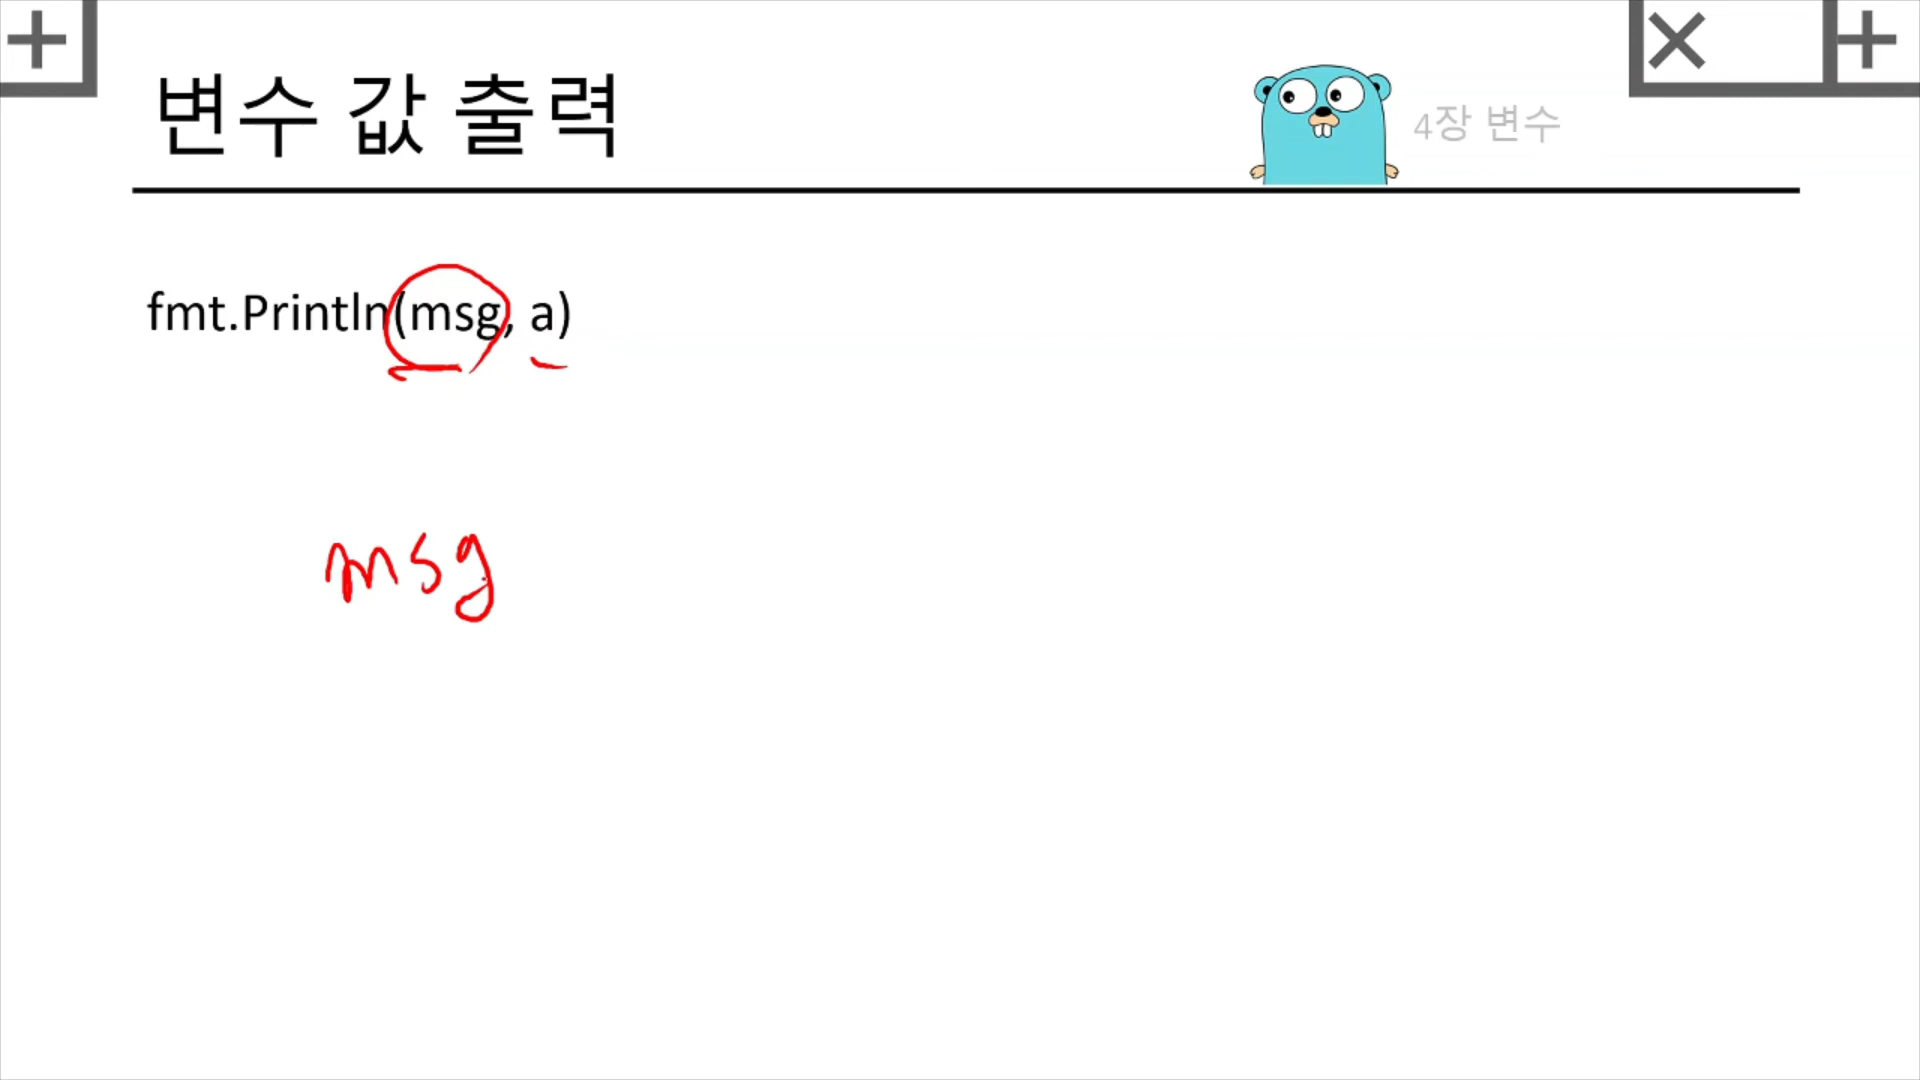 변수 값 출력
4장 변수
fmt.Println(msg, a)
msg